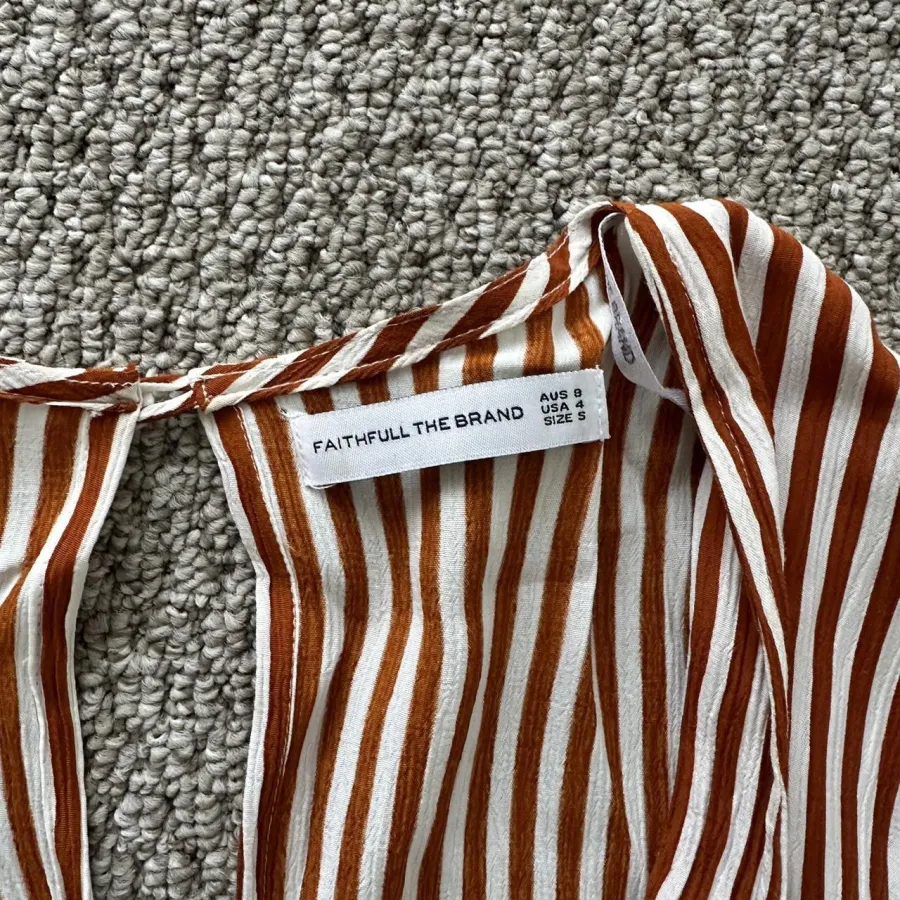 FAITHFULL THE BRAND
AUS 8
USA 4
SIZE S